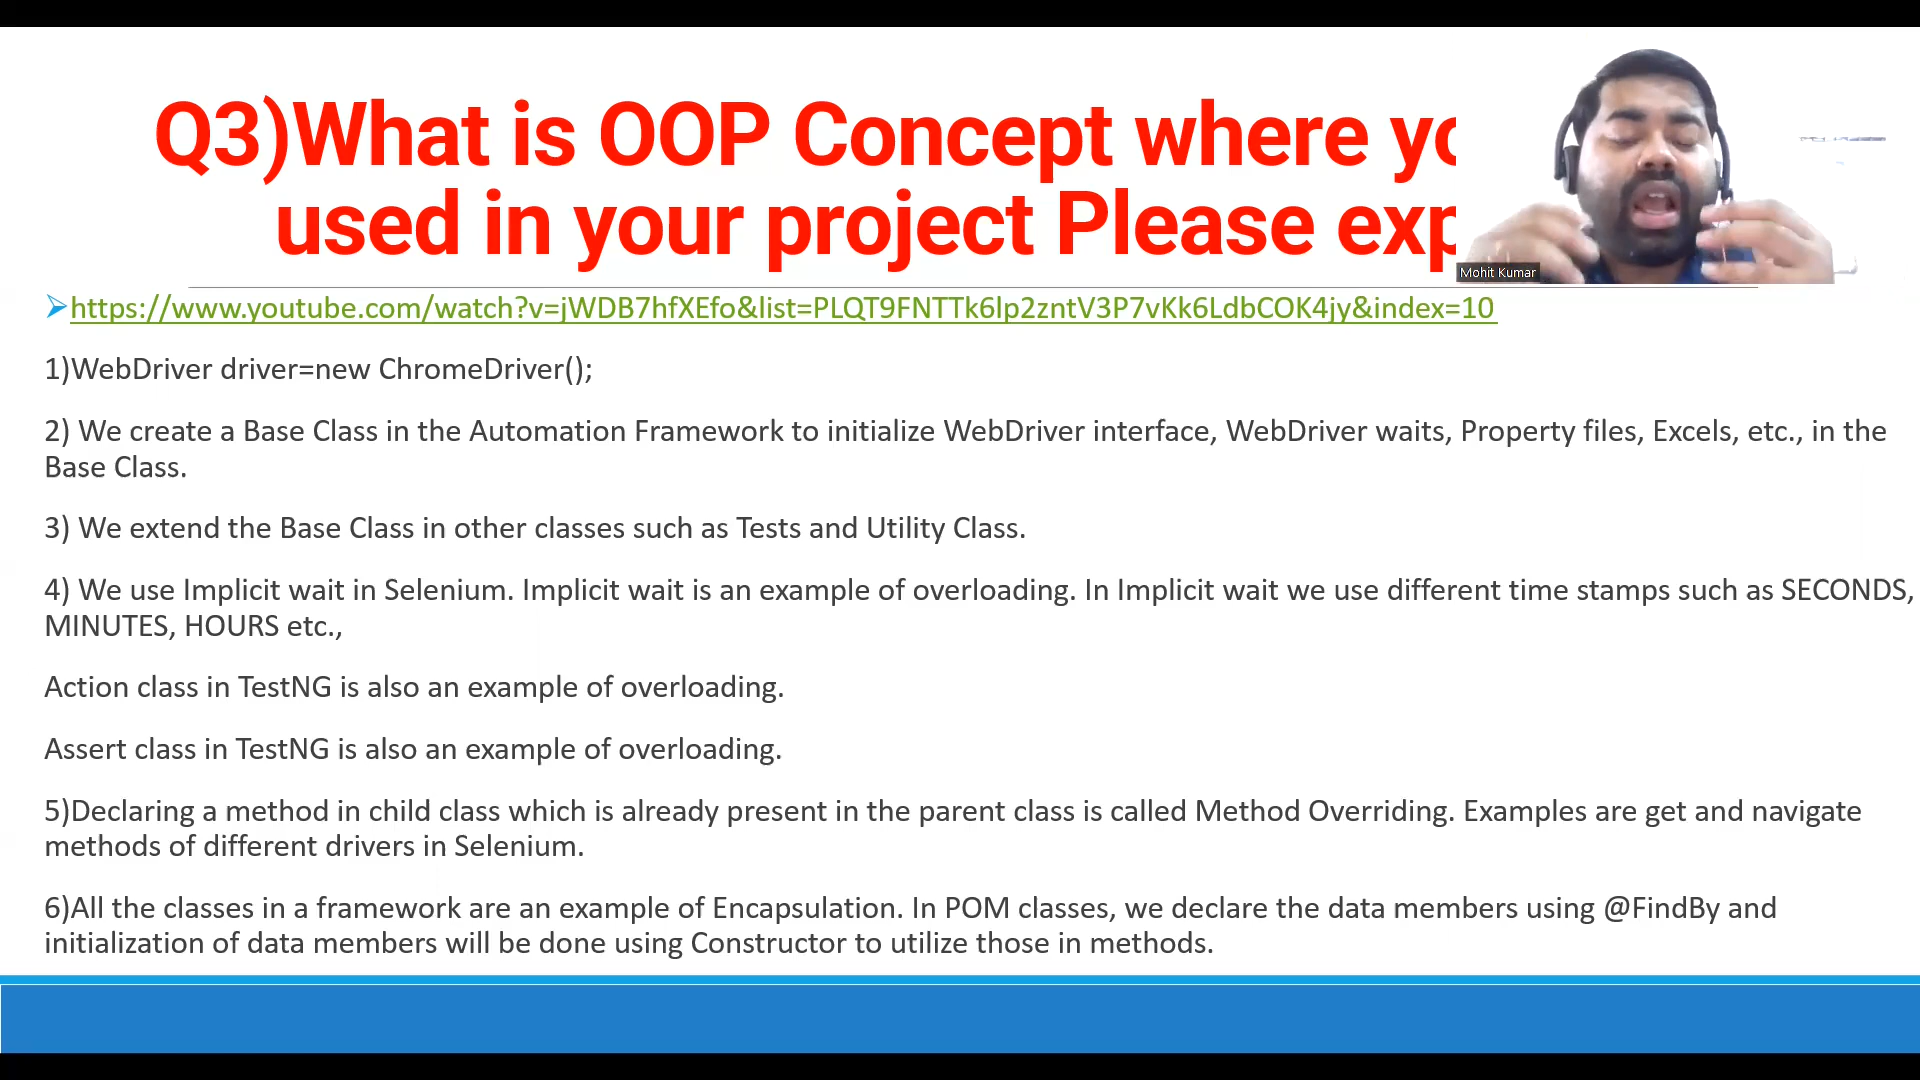 Q3)What is OOP Concept where yo
used in your project Please exp
Mohit Kumar
https://www.youtube.com/watch?v=jWDB7hfXEfo&list=PLQT9FNTTk6lp2zntV3P7vKk6LdbCOK4jy&index=10
1)WebDriver driver=new ChromeDriver();
2) We create a Base Class in the Automation Framework to initialize WebDriver interface, WebDriver waits, Property files, Excels, etc., in the
Base Class.
3) We extend the Base Class in other classes such as Tests and Utility Class.
4) We use Implicit wait in Selenium. Implicit wait is an example of overloading. In Implicit wait we use different time stamps such as SECONDS,
MINUTES, HOURS etc.,
Action class in TestNG is also an example of overloading.
Assert class in TestNG is also an example of overloading.
5)Declaring a method in child class which is already present in the parent class is called Method Overriding. Examples are get and navigate
methods of different drivers in Selenium.
6)All the classes in a framework are an example of Encapsulation. In POM classes, we declare the data members using @FindBy and
initialization of data members will be done using Constructor to utilize those in methods.